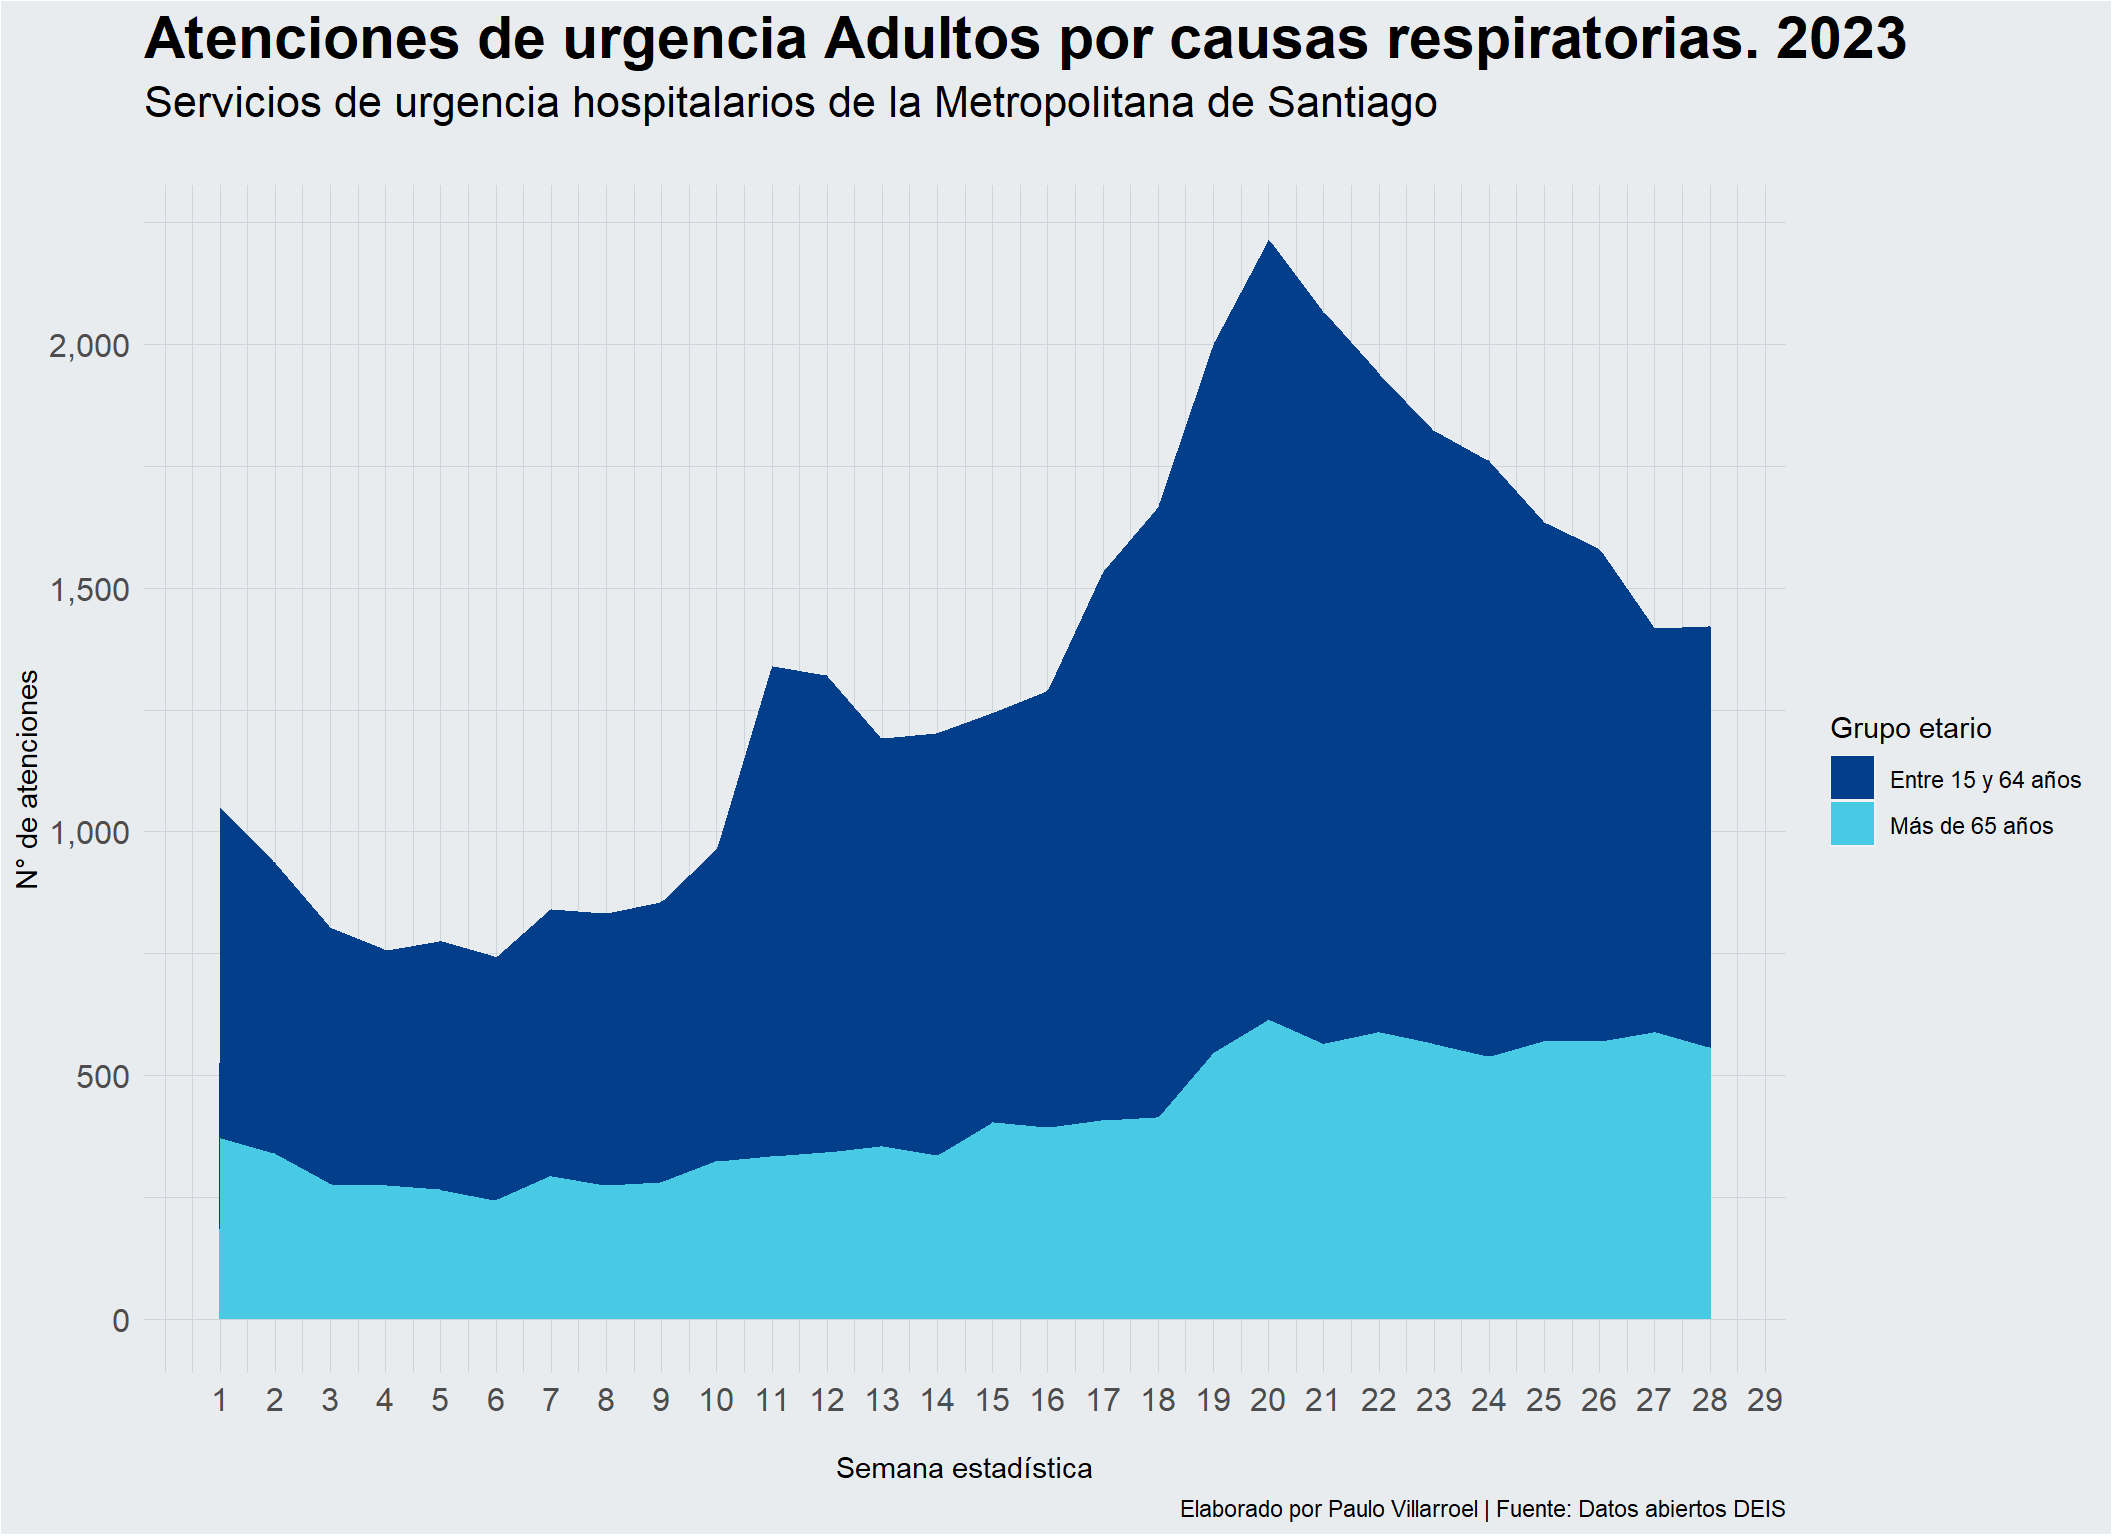 Atenciones de urgencia Adultos por causas respiratorias. 2023
Servicios de urgencia hospitalarios de la Metropolitana de Santiago
N° de atenciones
2,000
1,500
1,000
500
0
1 2 3 4 5 6 7 8 9 10 11 12 13 14 15 16 17 18 19 20 21 22 23 24 25 26 27 28 29
Semana estadística
Grupo etario
Entre 15 y 64 años
Más de 65 años
Elaborado por Paulo Villarroel | Fuente: Datos abiertos DEIS